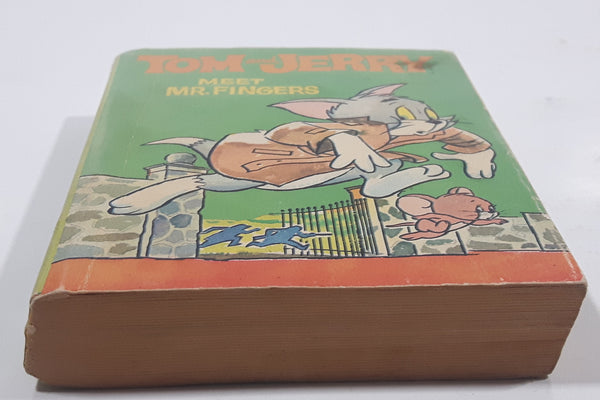 TOM AND JERRY
MEET
MR. FINGERS